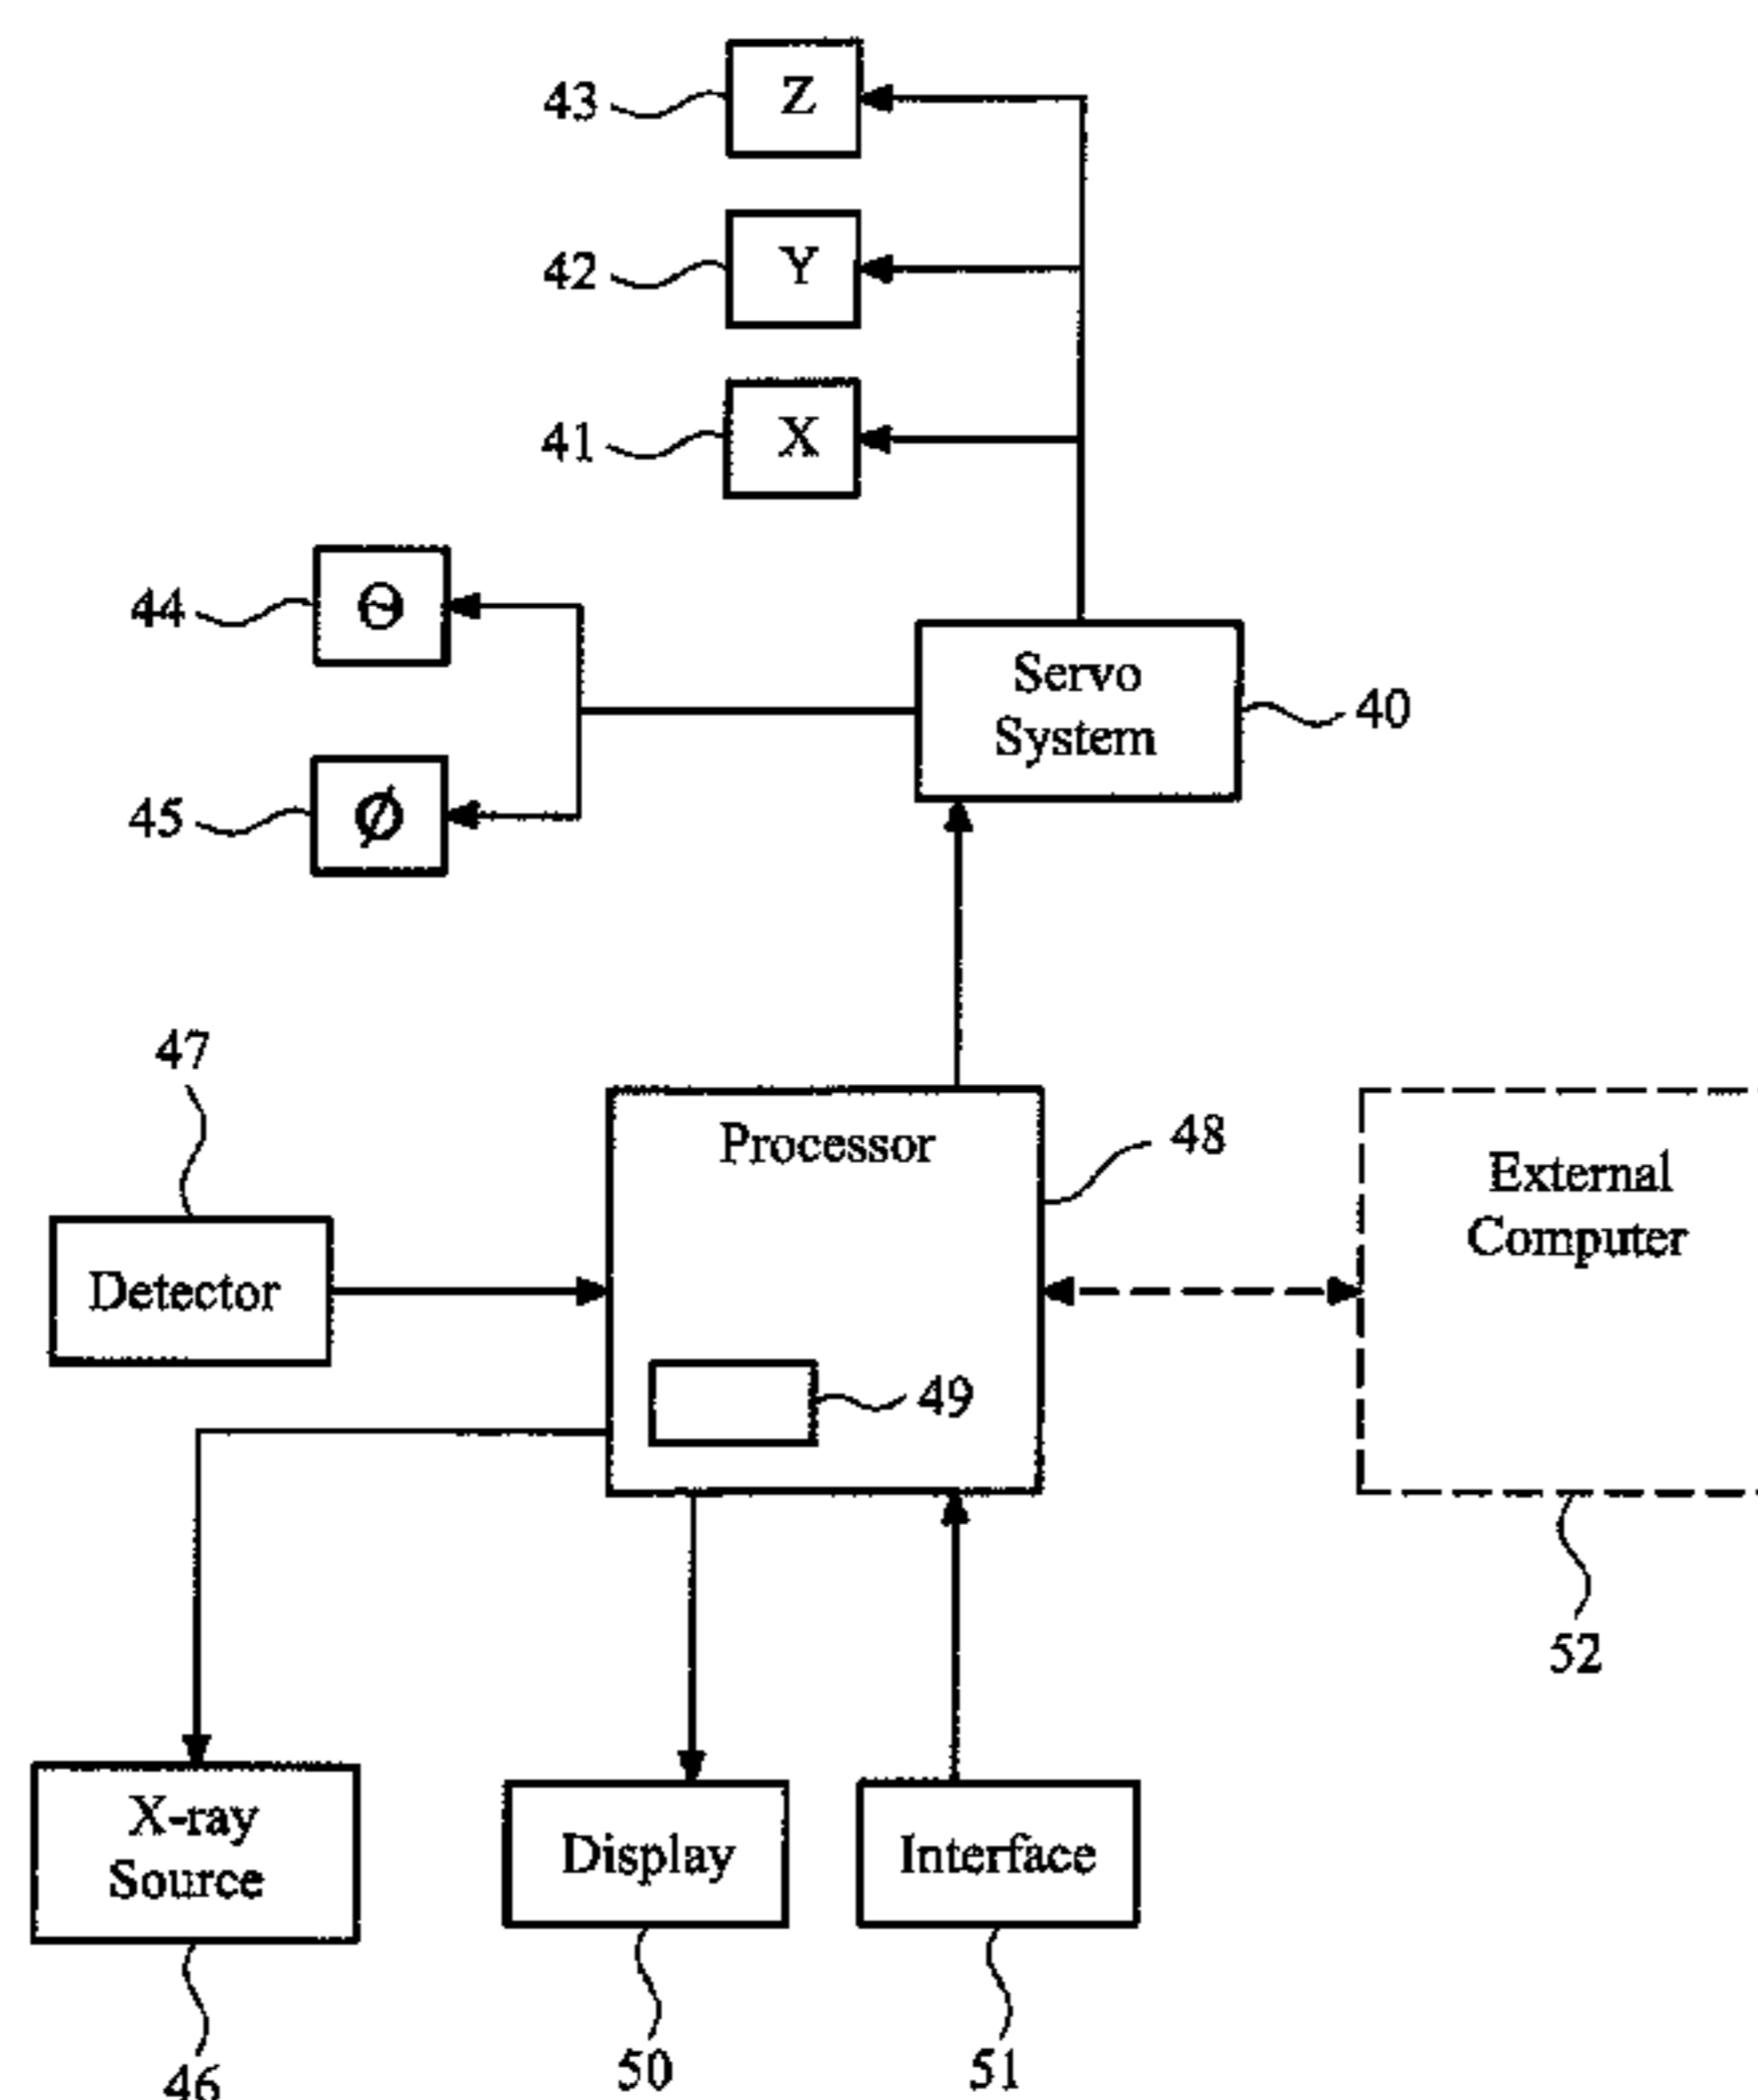 43
Z
42
Y
41
X
44
Θ
Servo
System
40
45
Ø
47
Processor
48
External
Computer
Detector
49
52
X-ray
Source
Display
Interface
46
50
51